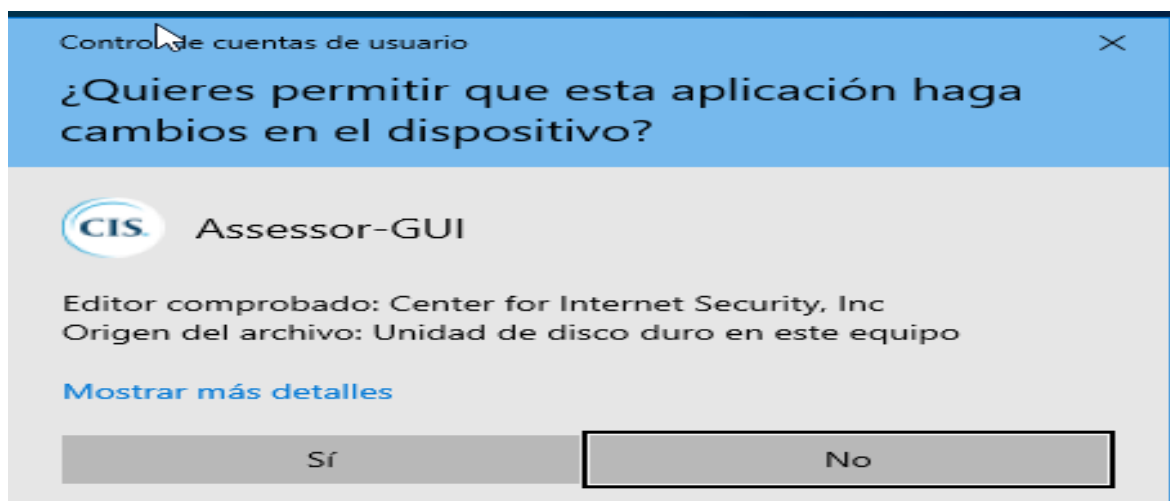 Control de cuentas de usuario
¿Quieres permitir que esta aplicación haga
cambios en el dispositivo?
CIS. Assessor-GUI
Editor comprobado: Center for Internet Security, Inc
Origen del archivo: Unidad de disco duro en este equipo
Mostrar más detalles
Sí No